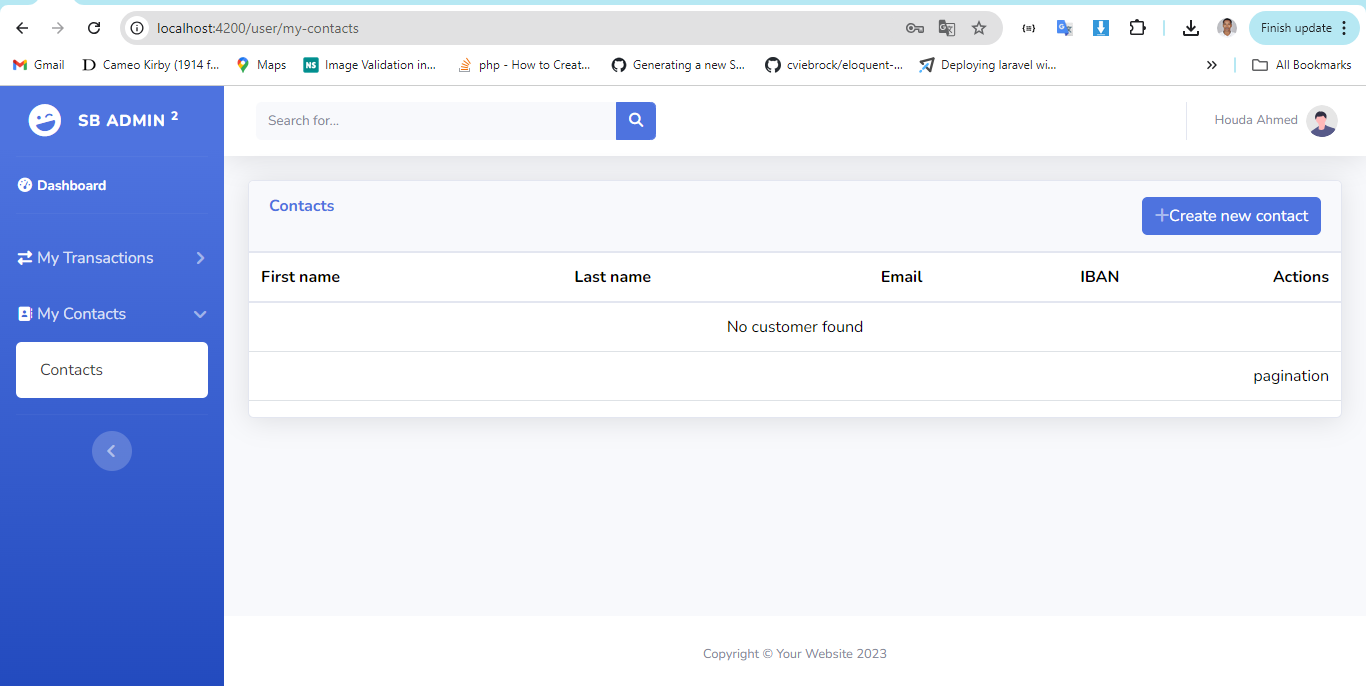 localhost:4200/user/my-contacts
Finish update
Gmail
Cameo Kirby (1914 f...
Maps
NS
Image Validation in...
php - How to Creat...
Generating a new S...
cviebrock/eloquent-...
Deploying laravel wi...
All Bookmarks
SB ADMIN 2
Search for...
Houda Ahmed
Dashboard
My Transactions
My Contacts
Contacts
Contacts
Create new contact
First name Last name Email IBAN Actions
No customer found
pagination
Copyright © Your Website 2023